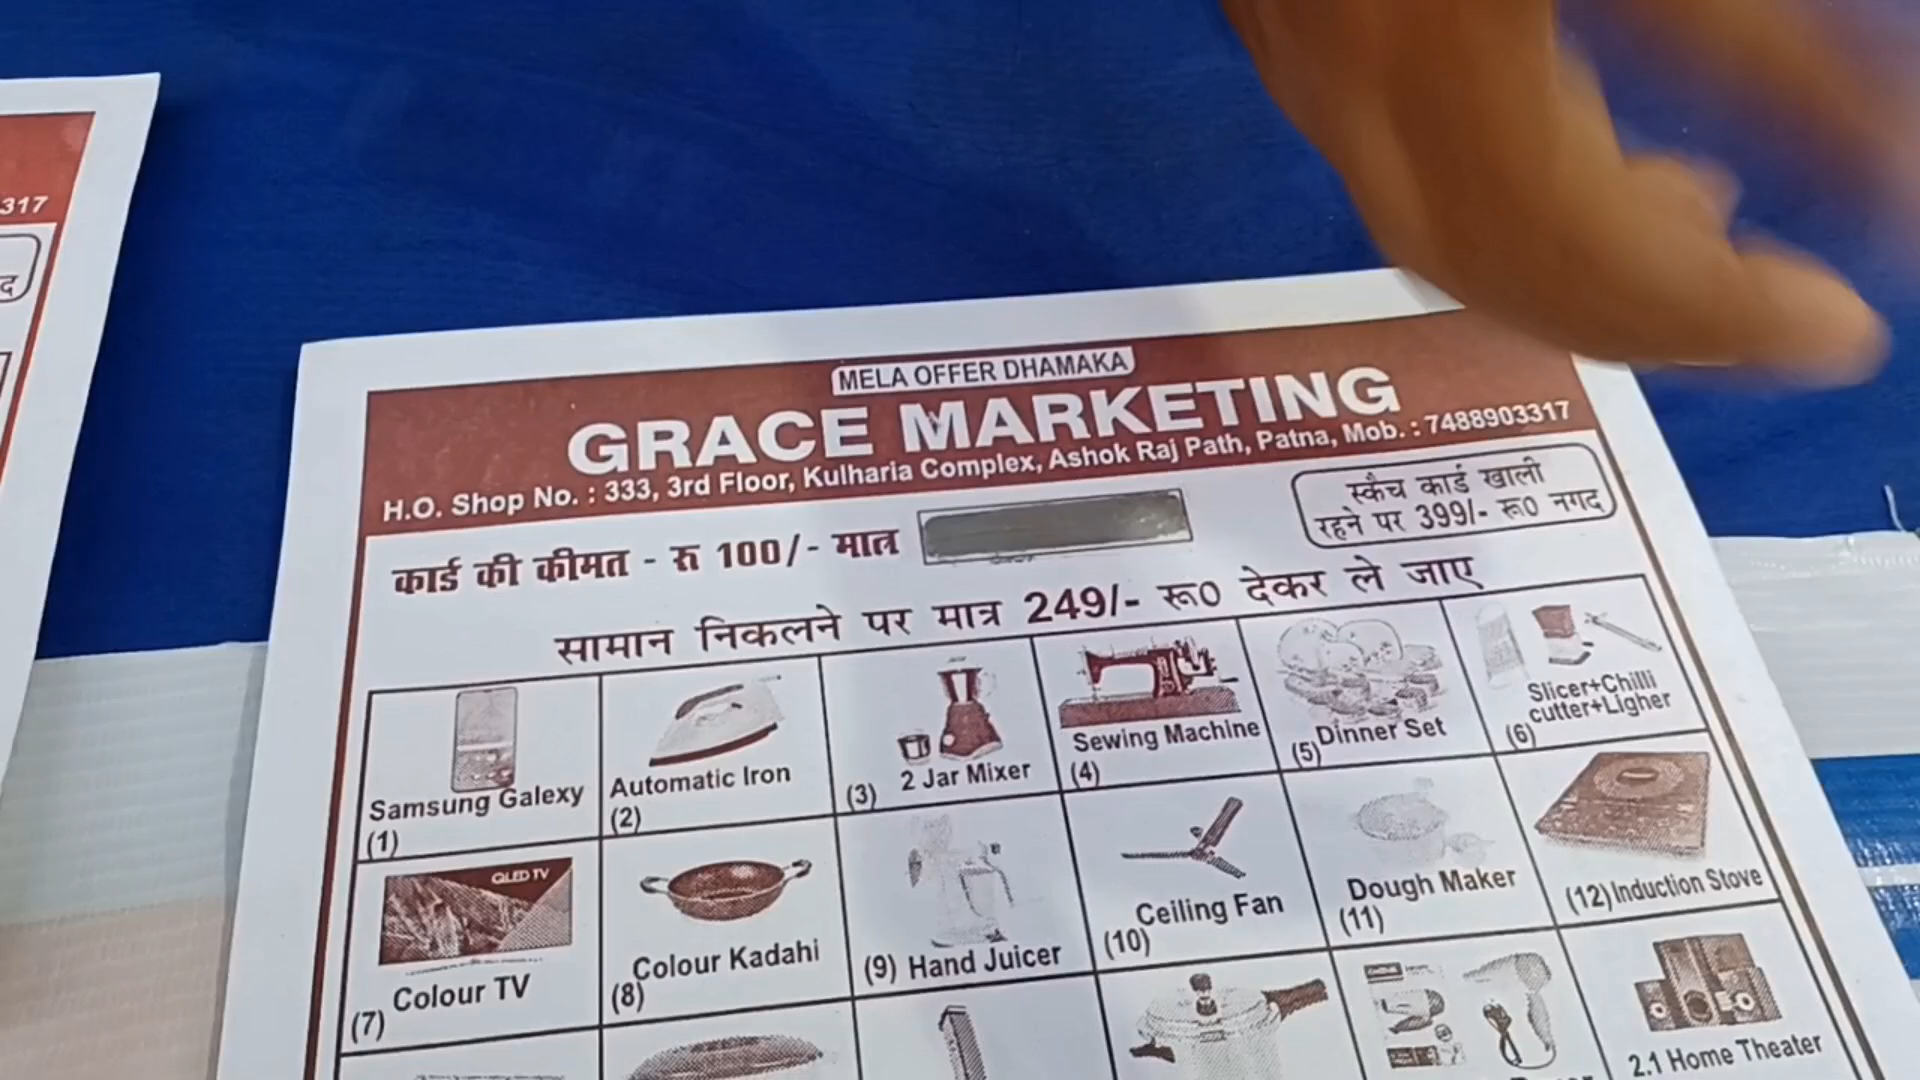 317
द
MELA OFFER DHAMAKA
GRACE MARKETING
H.O. Shop No. : 333, 3rd Floor, Kulharia Complex, Ashok Raj Path, Patna, Mob. : 7488903317
कार्ड की कीमत - रु 100/- मात्र
स्कैच कार्ड खाली
रहने पर 399/- रू0 नगद
सामान निकलने पर मात्र 249/- रू0 देकर ले जाए
Samsung Galexy
(1)
Automatic Iron
(2)
(3) 2 Jar Mixer
Sewing Machine
(4)
(5) Dinner Set
Slicer+Chilli
cutter+Ligher
(6)
QLED TV
(7) Colour TV
Colour Kadahi
(8)
(9) Hand Juicer
Ceiling Fan
(10)
Dough Maker
(11)
(12) Induction Stove
2.1 Home Theater